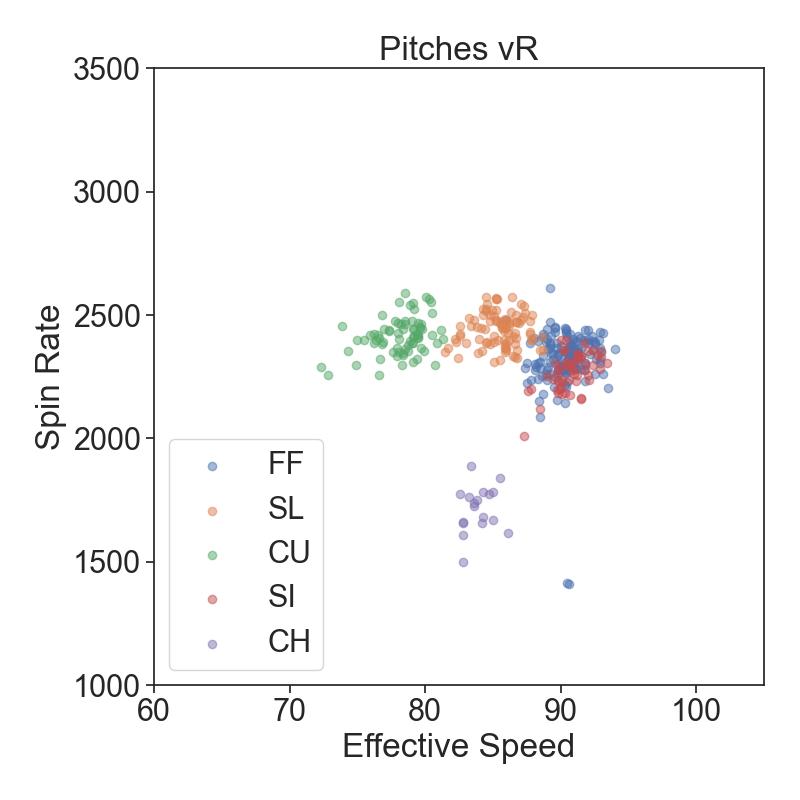 Pitches vR
3500
3000
2500
2000
1500
1000
Spin Rate
FF
SL
CU
SI
CH
60 70 80 90 100
Effective Speed